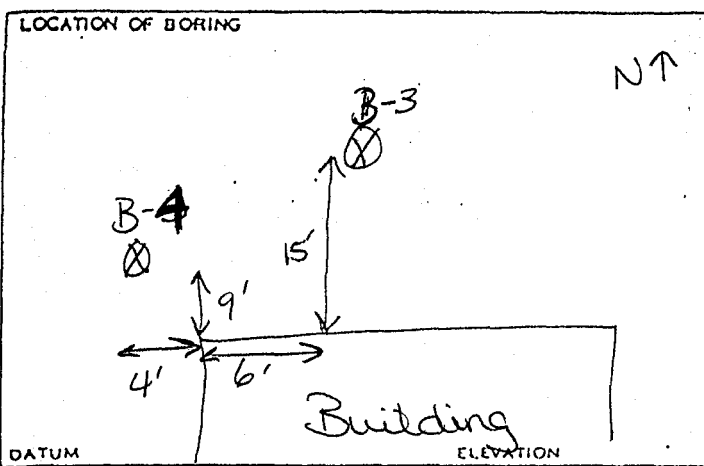 LOCATION OF BORING
N↑
B-3
B-4
15'
9'
4'
6'
Building
DATUM
ELEVATION